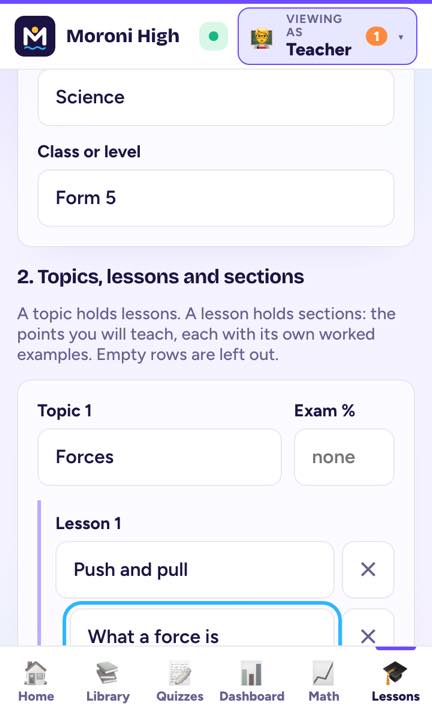 Moroni High
VIEWING
AS
Teacher
1
Science
Class or level
Form 5
2. Topics, lessons and sections
A topic holds lessons. A lesson holds sections: the
points you will teach, each with its own worked
examples. Empty rows are left out.
Topic 1
Exam %
Forces
none
Lesson 1
Push and pull
What a force is
Home
Library
Quizzes
Dashboard
Math
Lessons